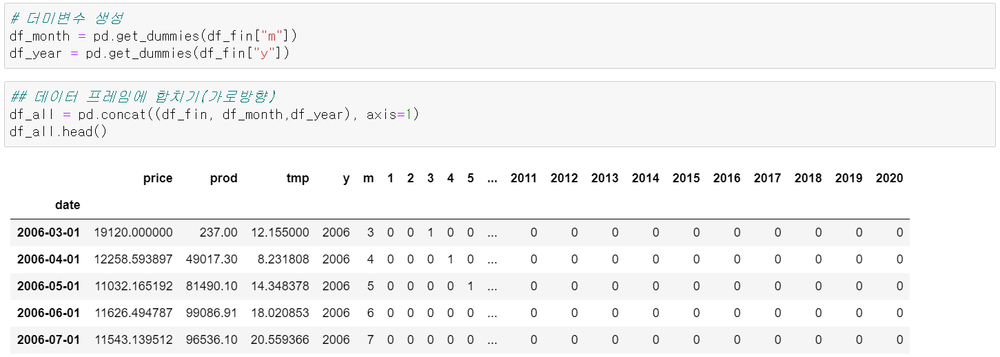 # 더미변수 생성
df_month = pd.get_dummies(df_fin["m"])
df_year = pd.get_dummies(df_fin["y"])
## 데이터 프레임에 합치기(가로방향)
df_all = pd.concat((df_fin, df_month,df_year), axis=1)
df_all.head()
price prod tmp y m 1 2 3 4 5 ... 2011 2012 2013 2014 2015 2016 2017 2018 2019 2020
date
2006-03-01 19120.000000 237.00 12.155000 2006 3 0 0 1 0 0 ... 0 0 0 0 0 0 0 0 0 0
2006-04-01 12258.593897 49017.30 8.231808 2006 4 0 0 0 1 0 ... 0 0 0 0 0 0 0 0 0 0
2006-05-01 11032.165192 81490.10 14.348378 2006 5 0 0 0 0 1 ... 0 0 0 0 0 0 0 0 0 0
2006-06-01 11626.494787 99086.91 18.020853 2006 6 0 0 0 0 0 ... 0 0 0 0 0 0 0 0 0 0
2006-07-01 11543.139512 96536.10 20.559366 2006 7 0 0 0 0 0 ... 0 0 0 0 0 0 0 0 0 0